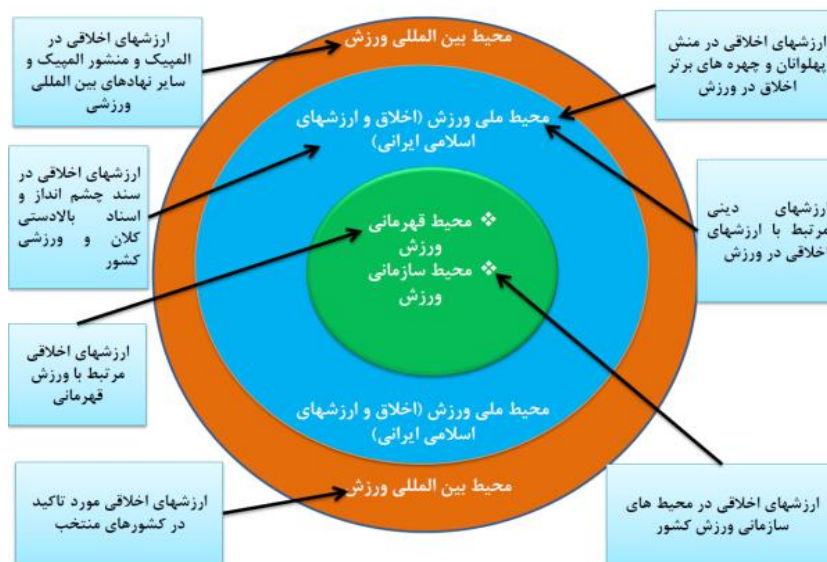 ارزشهای اخلاقی در
المپیک و منشور المپیک و
سایر نهادهای بین المللی
ورزشی
محیط بین المللی ورزش
ارزشهای اخلاقی در منش
پهلوانان و چهره های برتر
اخلاق در ورزش
محیط ملی ورزش (اخلاق و ارزشهای
اسلامی ایرانی)
ارزشهای اخلاقی در
سند چشم انداز و
اسناد بالادستی
کلان و ورزشی
کشور
ارزشهای دینی
مرتبط با ارزشهای
اخلاقی در ورزش
❖ محیط قهرمانی
ورزش
❖ محیط سازمانی
ورزش
ارزشهای اخلاقی
مرتبط با ورزش
قهرمانی
محیط ملی ورزش (اخلاق و ارزشهای
اسلامی ایرانی)
محیط بین المللی ورزش
ارزشهای اخلاقی مورد تاکید
در کشورهای منتخب
ارزشهای اخلاقی در محیط های
سازمانی ورزش کشور